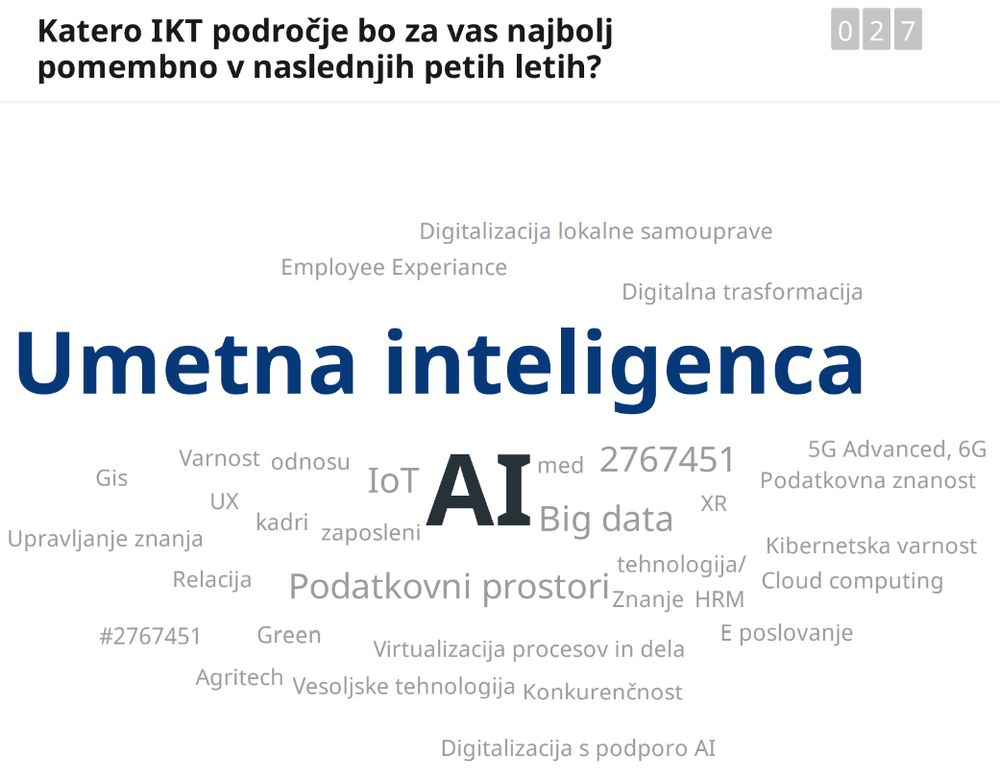 Katero IKT področje bo za vas najbolj
pomembno v naslednjih petih letih?
027
Digitalizacija lokalne samouprave
Employee Experiance
Digitalna trasformacija
Umetna inteligenca
5G Advanced, 6G
Varnost odnosu AI med 2767451
Gis IoT Podatkovna znanost
UX XR
kadri zaposleni Big data
Upravljanje znanja Kibernetska varnost
tehnologija/
Relacija Podatkovni prostori Cloud computing
Znanje HRM
#2767451 Green E poslovanje
Virtualizacija procesov in dela
Agritech Vesoljske tehnologija Konkurenčnost
Digitalizacija s podporo AI